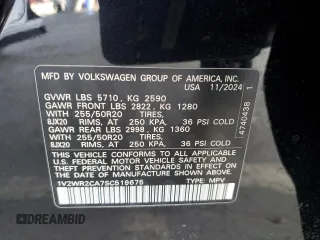 MFD. BY VOLKSWAGEN GROUP OF AMERICA, INC.
USA 11/2024
GVWR LBS 5710, KG 2590
GAWR FRONT LBS 2822, KG 1280
WITH 255/50R20 TIRES,
8JX20 RIMS, AT 250 KPA, 36 PSI COLD
GAWR REAR LBS 2998, KG 1360
WITH 255/50R20 TIRES,
8JX20 RIMS, AT 250 KPA, 36 PSI COLD
THIS VEHICLE CONFORMS TO ALL APPLICABLE
FEDERAL MOTOR VEHICLE SAFETY AND
THEFT PREVENTION STANDARDS IN EFFECT
ON THE DATE OF MANUFACTURE SHOWN ABOVE.
1V2WR2CA7SC519675 TYPE: MPV
4740438 1
DREAMBID